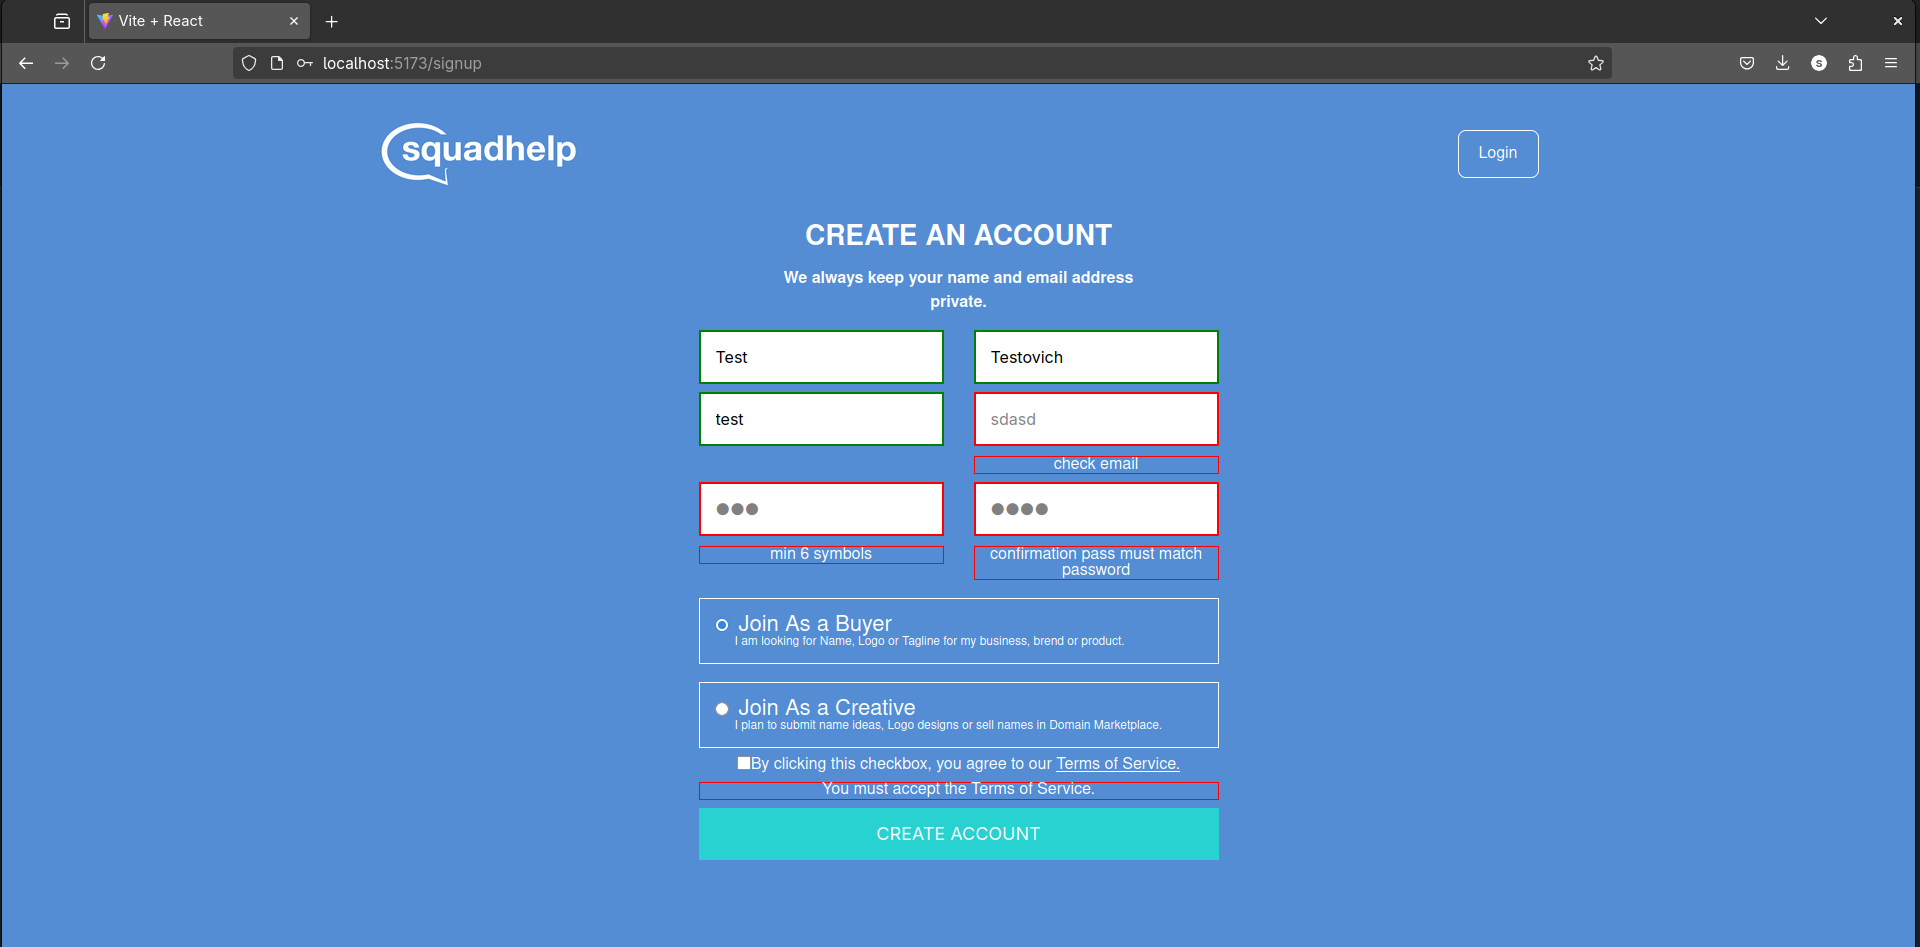 Vite + React
localhost:5173/signup
S
squadhelp
Login
CREATE AN ACCOUNT
We always keep your name and email address
private.
Test
Testovich
test
sdasd
check email
●●●
●●●●
min 6 symbols
confirmation pass must match
password
Join As a Buyer
I am looking for Name, Logo or Tagline for my business, brend or product.
Join As a Creative
I plan to submit name ideas, Logo designs or sell names in Domain Marketplace.
By clicking this checkbox, you agree to our Terms of Service.
You must accept the Terms of Service.
CREATE ACCOUNT